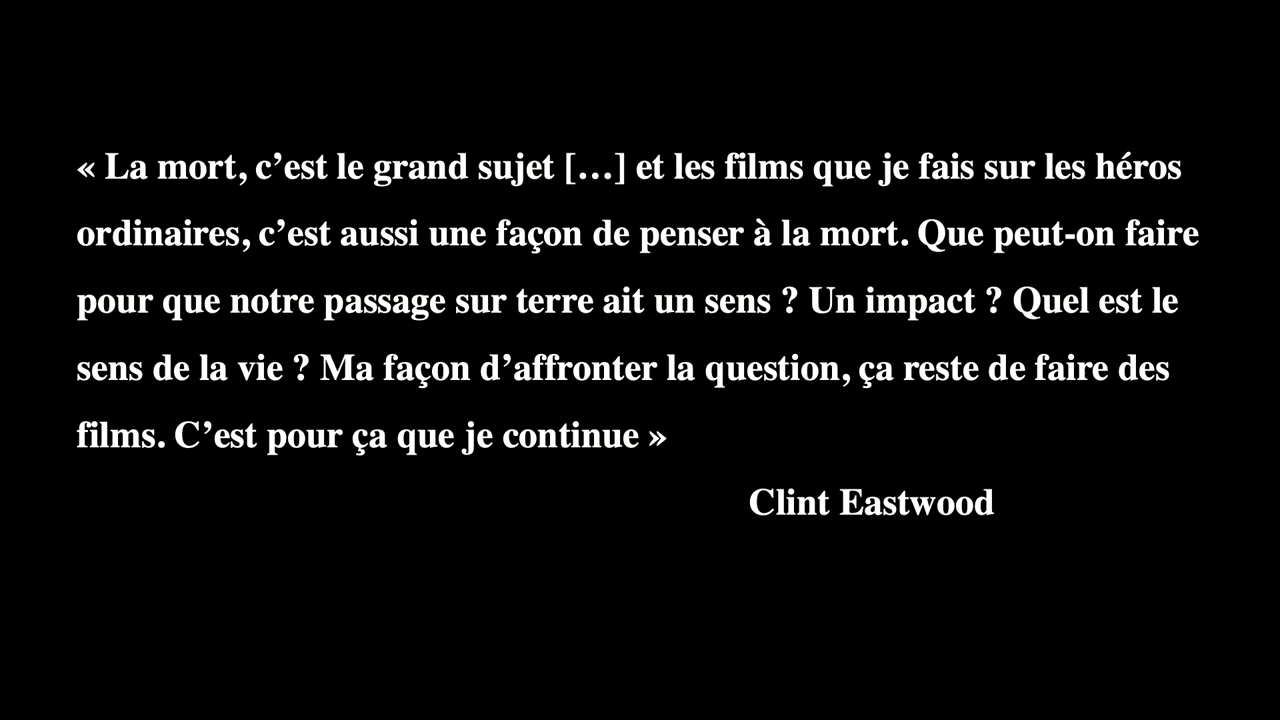 « La mort, c’est le grand sujet […] et les films que je fais sur les héros
ordinaires, c’est aussi une façon de penser à la mort. Que peut-on faire
pour que notre passage sur terre ait un sens ? Un impact ? Quel est le
sens de la vie ? Ma façon d’affronter la question, ça reste de faire des
films. C’est pour ça que je continue »
Clint Eastwood